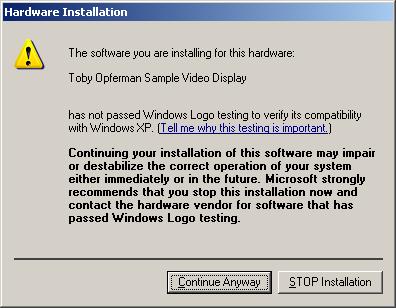 Hardware Installation
The software you are installing for this hardware:
Toby Opferman Sample Video Display
has not passed Windows Logo testing to verify its compatibility
with Windows XP. (Tell me why this testing is important.)
Continuing your installation of this software may impair
or destabilize the correct operation of your system
either immediately or in the future. Microsoft strongly
recommends that you stop this installation now and
contact the hardware vendor for software that has
passed Windows Logo testing.
Continue Anyway
STOP Installation